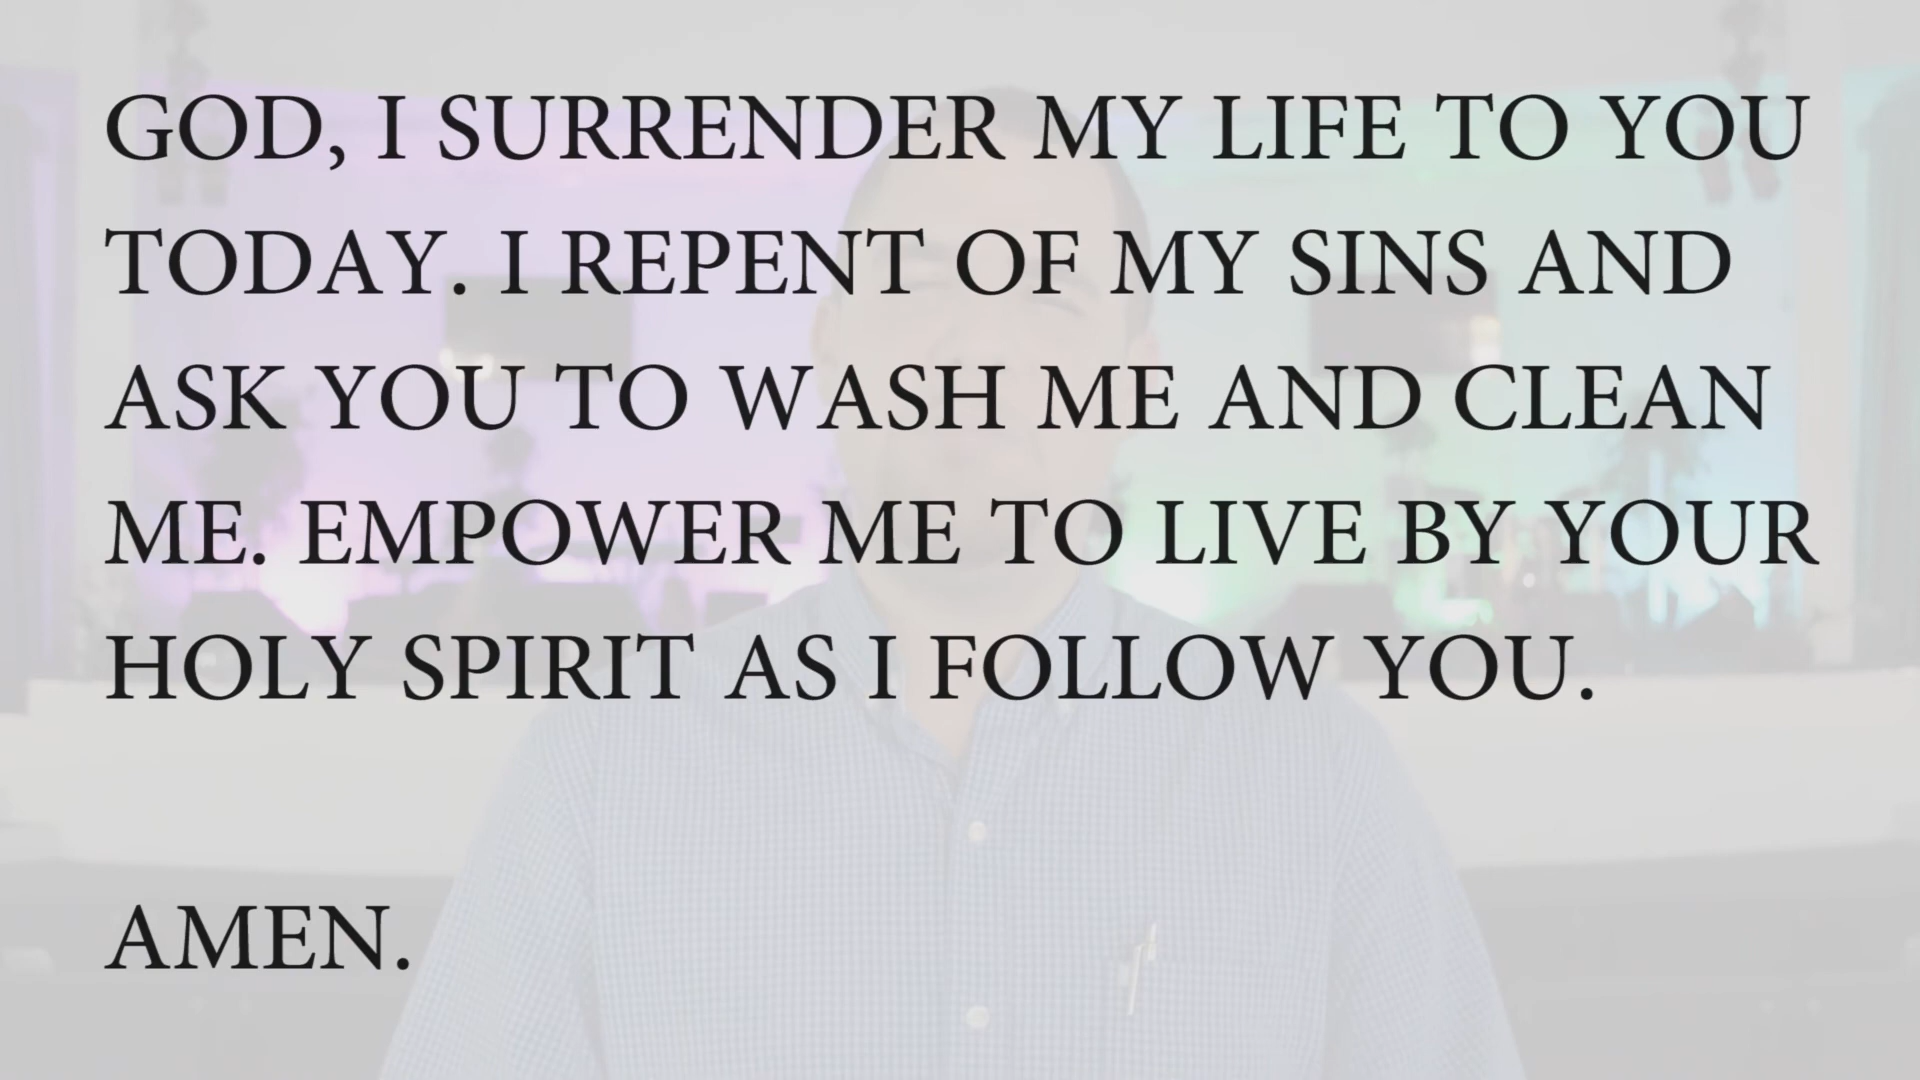 GOD, I SURRENDER MY LIFE TO YOU
TODAY. I REPENT OF MY SINS AND
ASK YOU TO WASH ME AND CLEAN
ME. EMPOWER ME TO LIVE BY YOUR
HOLY SPIRIT AS I FOLLOW YOU.
AMEN.